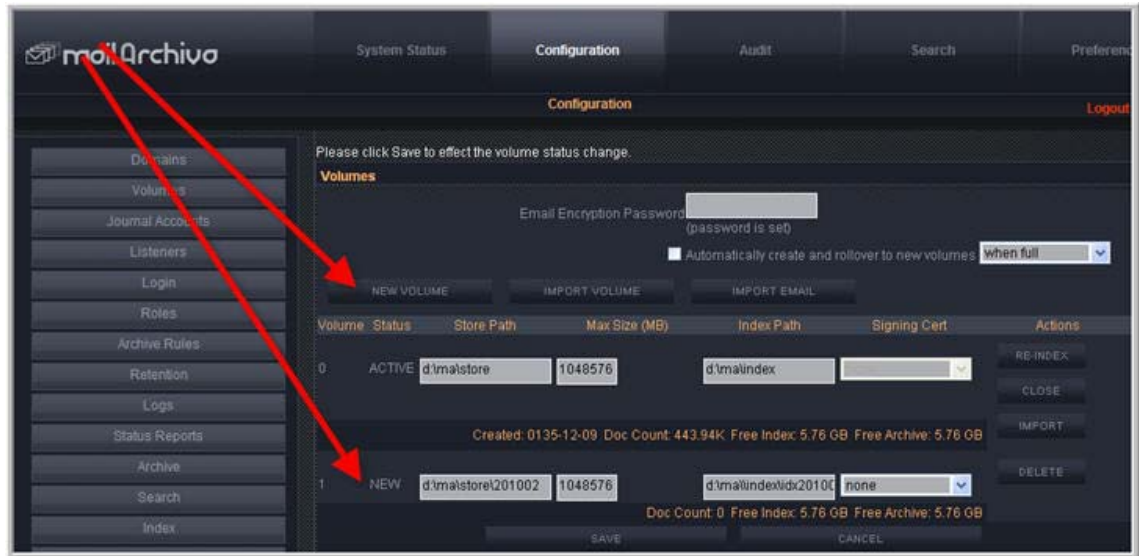 mailArchiva
System Status
Configuration
Audit
Search
Preferenc
Configuration
Logout
Domains
Volumes
Journal Accounts
Listeners
Login
Roles
Archive Rules
Retention
Logs
Status Reports
Archive
Search
Index
Please click Save to effect the volume status change.
Volumes
Email Encryption Password
(password is set)
Automatically create and rollover to new volumes when full
NEW VOLUME IMPORT VOLUME IMPORT EMAIL
Volume Status Store Path Max Size (MB) Index Path Signing Cert Actions
0 ACTIVE d:\ma\store 1048576 d:\ma\index
RE-INDEX
CLOSE
IMPORT
Created: 0135-12-09 Doc Count: 443.94K Free Index: 5.76 GB Free Archive: 5.76 GB
DELETE
1 NEW d:\ma\store\201002 1048576 none
Doc Count: 0 Free Index: 5.76 GB Free Archive: 5.76 GB
SAVE CANCEL